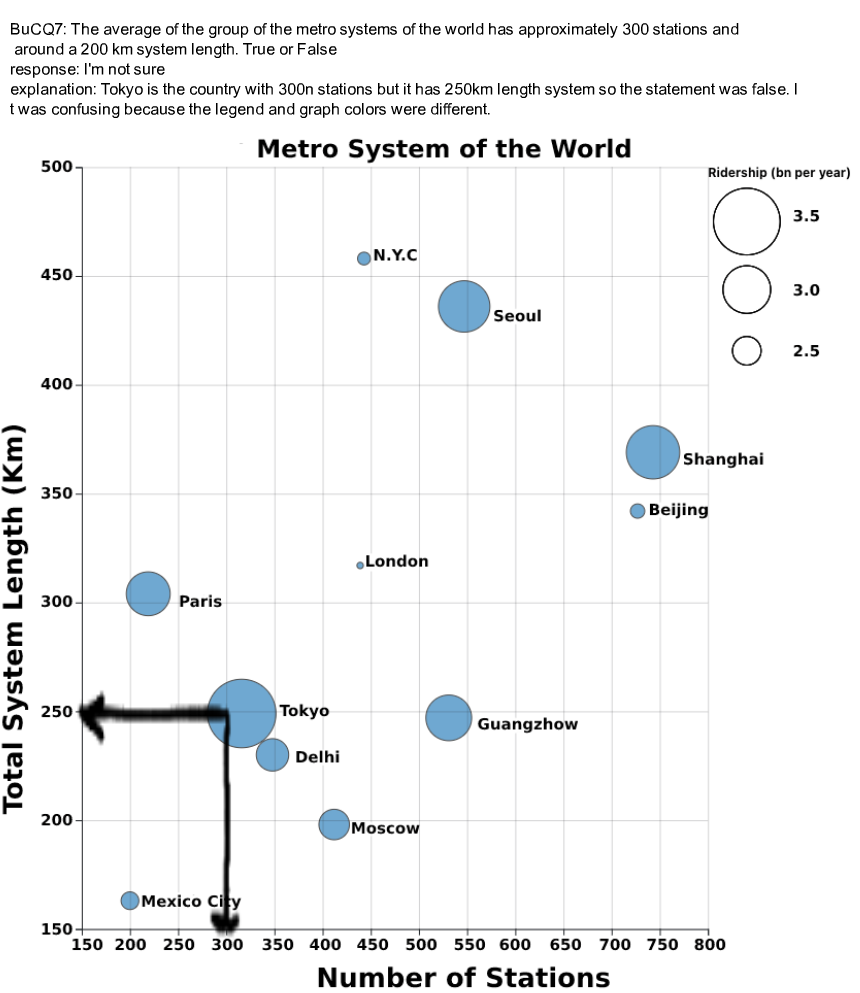 BuCQ7: The average of the group of the metro systems of the world has approximately 300 stations and
around a 200 km system length. True or False
response: I'm not sure
explanation: Tokyo is the country with 300n stations but it has 250km length system so the statement was false. I
t was confusing because the legend and graph colors were different.
Metro System of the World
Ridership (bn per year)
3.5
3.0
2.5
500
450
400
350
300
250
200
150
Total System Length (Km)
N.Y.C
Seoul
Shanghai
Beijing
London
Paris
Tokyo
Guangzhow
Delhi
Moscow
Mexico City
150 200 250 300 350 400 450 500 550 600 650 700 750 800
Number of Stations